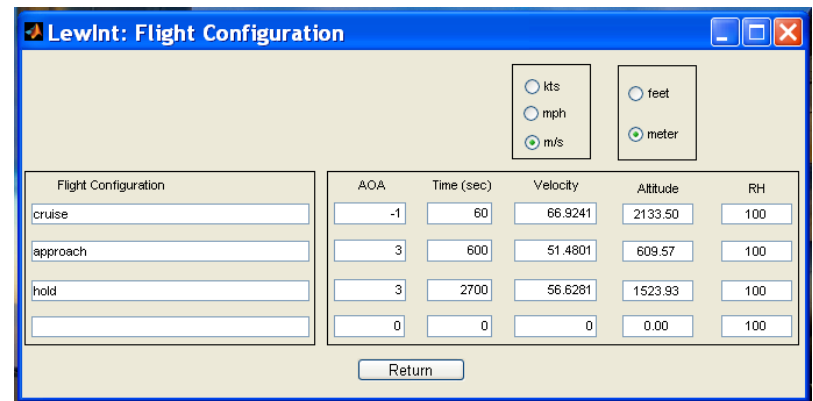 LewInt: Flight Configuration
kts
feet
mph
meter
m/s
Flight Configuration AOA Time (sec) Velocity Altitude RH
cruise -1 60 66.9241 2133.50 100
approach 3 600 51.4801 609.57 100
hold 3 2700 56.6281 1523.93 100
0 0 0 0.00 100
Return